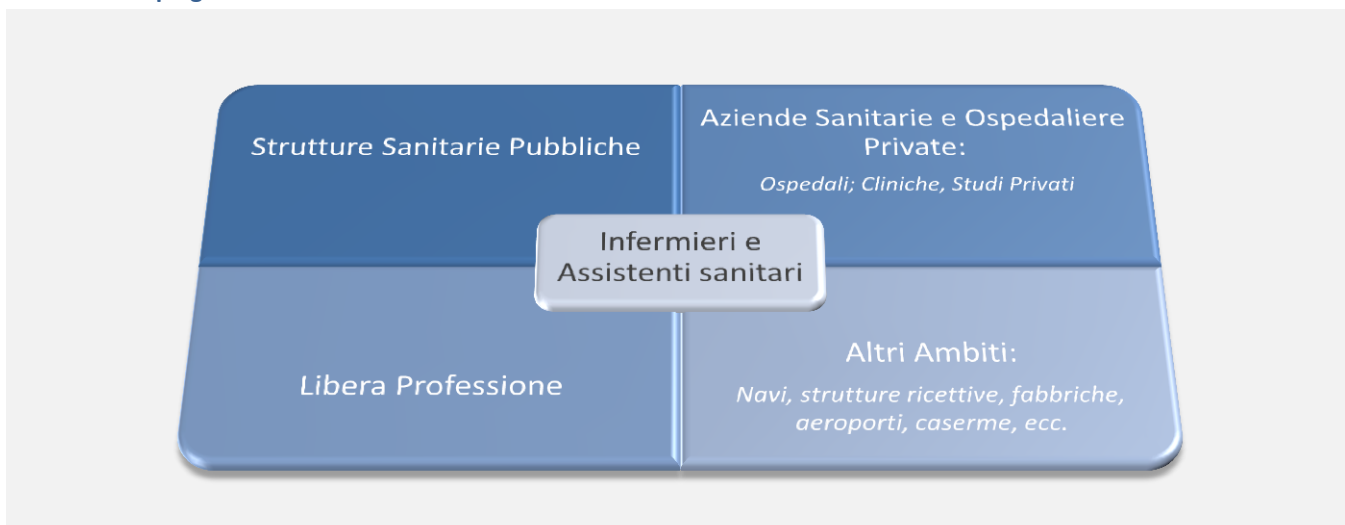 Strutture Sanitarie Pubbliche
Aziende Sanitarie e Ospedaliere
Private:
Ospedali; Cliniche, Studi Privati
Infermieri e
Assistenti sanitari
Libera Professione
Altri Ambiti:
Navi, strutture ricettive, fabbriche,
aeroporti, caserme, ecc.